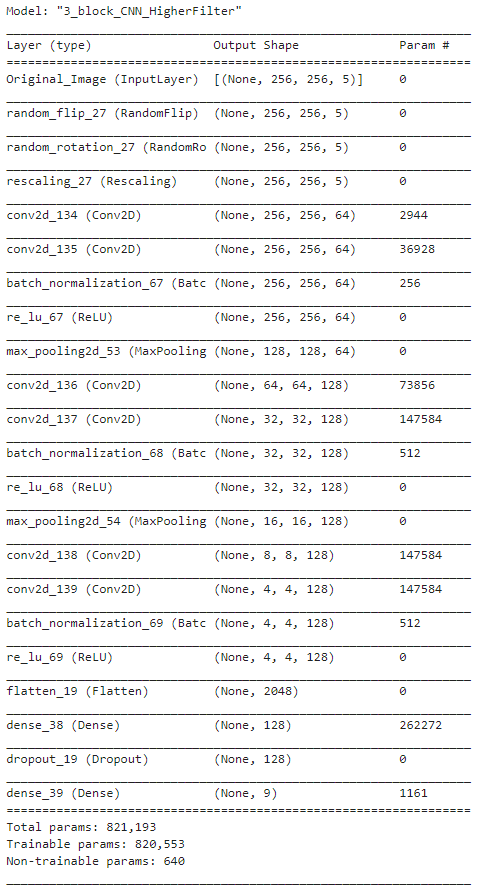 Model: "3_block_CNN_HigherFilter"
Layer (type) Output Shape Param #
Original_Image (InputLayer) [(None, 256, 256, 5)] 0
random_flip_27 (RandomFlip) (None, 256, 256, 5) 0
random_rotation_27 (RandomRo (None, 256, 256, 5) 0
rescaling_27 (Rescaling) (None, 256, 256, 5) 0
conv2d_134 (Conv2D) (None, 256, 256, 64) 2944
conv2d_135 (Conv2D) (None, 256, 256, 64) 36928
batch_normalization_67 (Batc (None, 256, 256, 64) 256
re_lu_67 (ReLU) (None, 256, 256, 64) 0
max_pooling2d_53 (MaxPooling (None, 128, 128, 64) 0
conv2d_136 (Conv2D) (None, 64, 64, 128) 73856
conv2d_137 (Conv2D) (None, 32, 32, 128) 147584
batch_normalization_68 (Batc (None, 32, 32, 128) 512
re_lu_68 (ReLU) (None, 32, 32, 128) 0
max_pooling2d_54 (MaxPooling (None, 16, 16, 128) 0
conv2d_138 (Conv2D) (None, 8, 8, 128) 147584
conv2d_139 (Conv2D) (None, 4, 4, 128) 147584
batch_normalization_69 (Batc (None, 4, 4, 128) 512
re_lu_69 (ReLU) (None, 4, 4, 128) 0
flatten_19 (Flatten) (None, 2048) 0
dense_38 (Dense) (None, 128) 262272
dropout_19 (Dropout) (None, 128) 0
dense_39 (Dense) (None, 9) 1161
Total params: 821,193
Trainable params: 820,553
Non-trainable params: 640